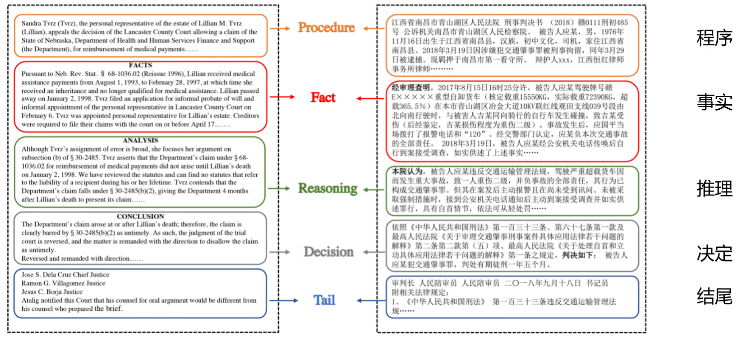 Sandra Tvrz (Tvrz), the personal representative of the estate of Lillian M. Tvrz
(Lillian), appeals the decision of the Lancaster County Court allowing a claim of the
State of Nebraska, Department of Health and Human Services Finance and Support
(the Department), for reimbursement of medical payments……
FACTS
Pursuant to Neb. Rev. Stat. § 68-1036.02 (Reissue 1996), Lillian received medical
assistance payments from August 1, 1993, to February 28, 1997, at which time she
received an inheritance and no longer qualified for medical assistance. Lillian passed
away on January 2, 1998. Tvrz filed an application for informal probate of will and
informal appointment of the personal representative in Lancaster County Court on
February 6. Tvrz was appointed personal representative for Lillian's estate. Creditors
were required to file their claims with the court on or before April 17……
ANALYSIS
Although Tvrz's assignment of error is broad, she focuses her argument on
subsection (b) of § 30-2485. Tvrz asserts that the Department's claim under § 68-
1036.02 for reimbursement of medical payments did not arise until Lillian's death
on January 2, 1998. We have reviewed the statutes and can find no statutes that refer
to the liability of a recipient during his or her lifetime. Tvrz contends that the
Department's claim falls under § 30-2485(b)(2), giving the Department 4 months
after Lillian's death to present its claim……
CONCLUSION
The Department's claim arose at or after Lillian's death; therefore, the claim is
clearly barred by § 30-2485(b)(2) as untimely. As such, the judgment of the trial
court is reversed, and the matter is remanded with the direction to disallow the claim
as untimely.
Reversed and remanded with direction……
Jose S. Dela Cruz Chief Justice
Ramon G. Villagomez Justice
Jesus C. Borja Justice
Atalig notified this Court that his counsel for oral argument would be different from
his counsel who prepared the brief.
Procedure
Fact
Reasoning
Decision
Tail
江西省南昌市青山湖区人民法院 刑事判决书 （2018）赣0111刑初485
号 公诉机关南昌市青山湖区人民检察院。 被告人应某，男，1976年
11月16日出生于江西省南昌县，汉族，初中文化，司机，家住江西省
南昌县。2018年3月19日因涉嫌犯交通肇事罪被刑事拘留，同年3月29
日被逮捕。现羁押于南昌市第一看守所。 辩护人xxx，江西恒红律师
事务所律师………
经审理查明，2017年8月15日16时25分许，被告人应某驾驶牌号赣
E×××××重型自卸货车（核定载重15550KG，实际载重72390KG，超
载365.5%）在本市青山湖区冶金大道10KV联红线观田支线039号段由
北向南行驶时，与被害人吉某同向骑行的自行车发生碰撞，致吉某受
伤（后经鉴定，吉某损伤程度为重伤二级）。事故发生后，应因平当
场拨打了报警电话和“120”。经交警部门认定，应某负本次交通事故
的全部责任。 2018年3月19日，被告人应某经公安机关电话传唤后自
行到案接受调查，如实供述了上述事实……
本院认为，被告人应某违反交通运输管理法规，驾驶严重超载货车因
而发生重大事故，致一人重伤二级，并负事故的全部责任，其行为已
构成交通肇事罪。但其在案发后主动报警且在尚未受到讯问、未被采
取强制措施时，接到公安机关电话通知后主动到案接受调查并如实供
述罪行，具有自首情节，依法可从轻处罚……
依照《中华人民共和国刑法》第一百三十三条、第六十七条第一款及
最高人民法院《关于审理交通肇事刑事案件具体应用法律若干问题的
解释》第二条第二款第（五）项、最高人民法院《关于处理自首和立
功具体应用法律若干问题的解释》第一条之规定，判决如下： 被告人
应某犯交通肇事罪，判处有期徒刑一年五个月。
审判长 人民陪审员 人民陪审员 二〇一八年九月十八日 书记员
附相关法律规定：
1、《中华人民共和国刑法》 第一百三十三条违反交通运输管理法
规……
程序
事实
推理
决定
结尾